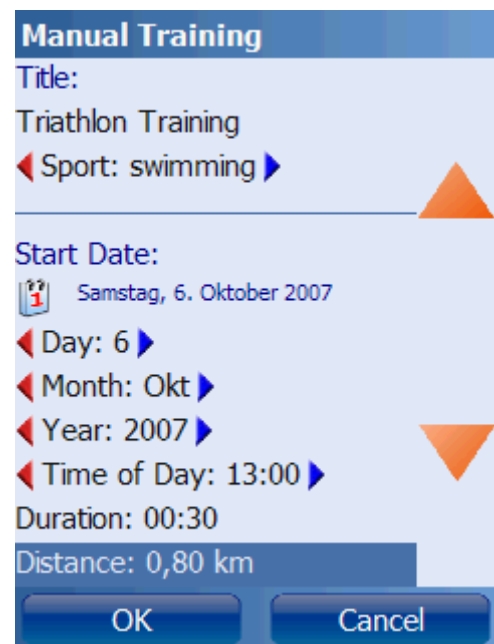 Manual Training
Title:
Triathlon Training
Sport: swimming
Start Date:
1
Samstag, 6. Oktober 2007
Day: 6
Month: Okt
Year: 2007
Time of Day: 13:00
Duration: 00:30
Distance: 0,80 km
OK
Cancel